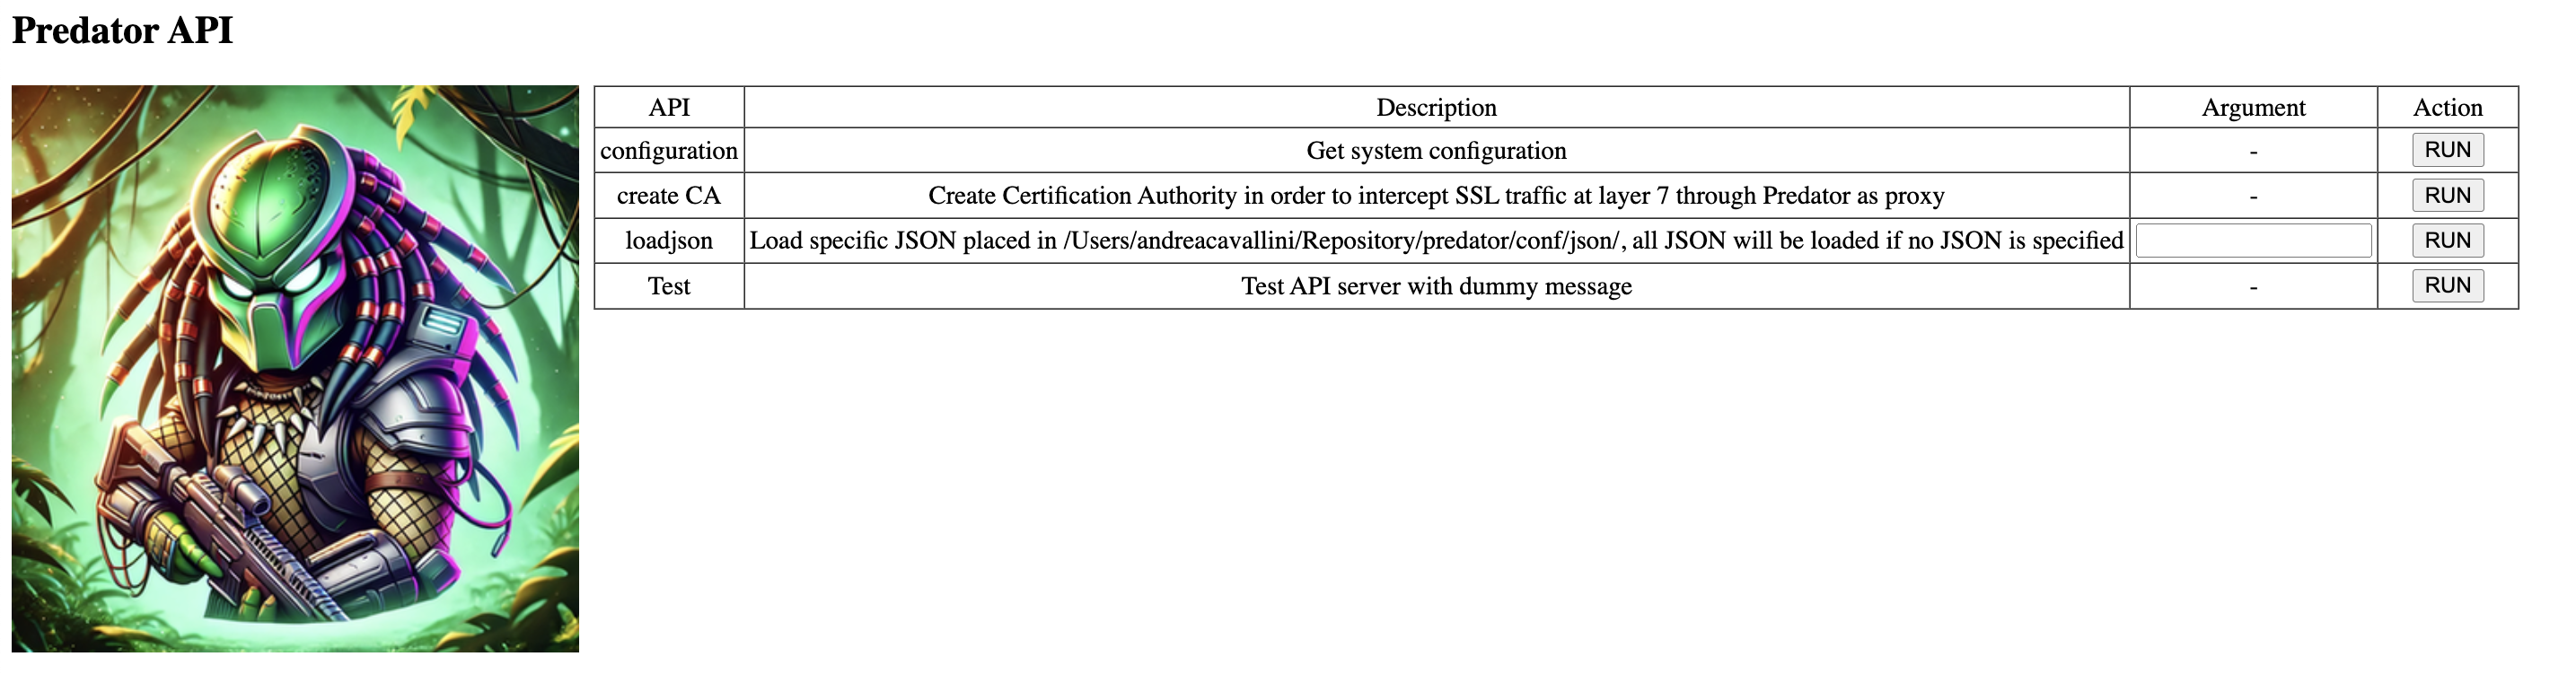 Predator API
API Description Argument Action
configuration Get system configuration - RUN
create CA Create Certification Authority in order to intercept SSL traffic at layer 7 through Predator as proxy - RUN
loadjson Load specific JSON placed in /Users/andreacavallini/Repository/predator/conf/json/, all JSON will be loaded if no JSON is specified RUN
Test Test API server with dummy message - RUN